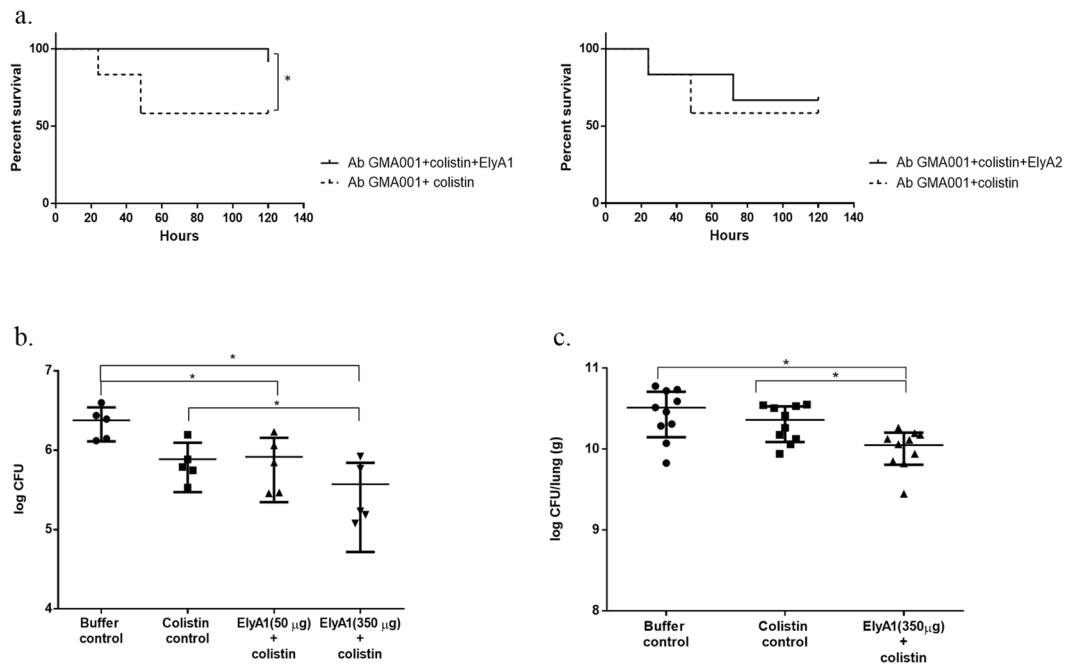 a.
100
50
0
Percent survival
0 20 40 60 80 100 120 140
Hours
*
Ab GMA001+colistin+ElyA1
Ab GMA001+ colistin
100
50
0
Percent survival
0 20 40 60 80 100 120 140
Hours
Ab GMA001+colistin+ElyA2
Ab GMA001+colistin
b.
7
6
5
4
log CFU
*
*
*
Buffer
control
Colistin
control
ElyA1(50 µg)
+
colistin
ElyA1(350 µg)
+
colistin
c.
11
10
10
9
8
log CFU/lung (g)
*
*
Buffer
control
Colistin
control
ElyA1(350µg)
+
colistin